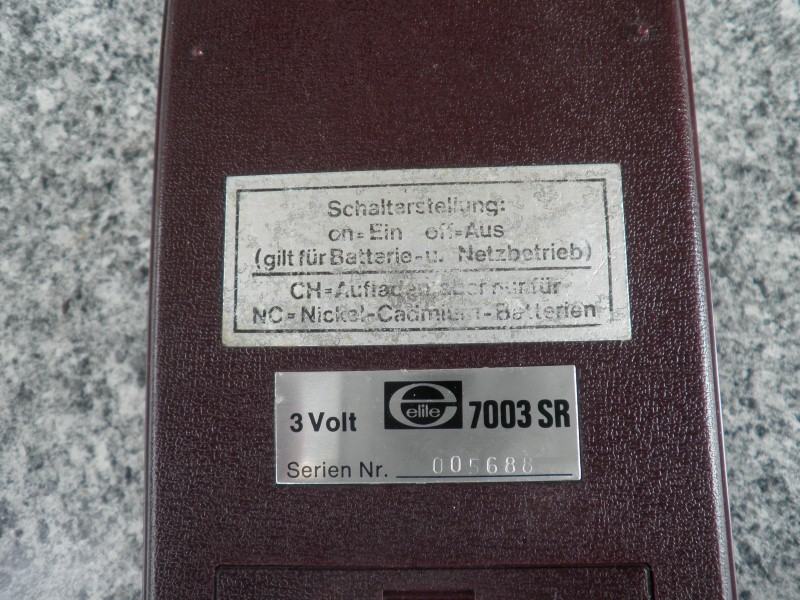 Schalterstellung:
on=Ein off=Aus
(gilt für Batterie-u. Netzbetrieb)
CH=Aufladen, aber nur für
NC=Nickel-Cadmium-Batterien
3 Volt elite 7003 SR
Serien Nr. 005688